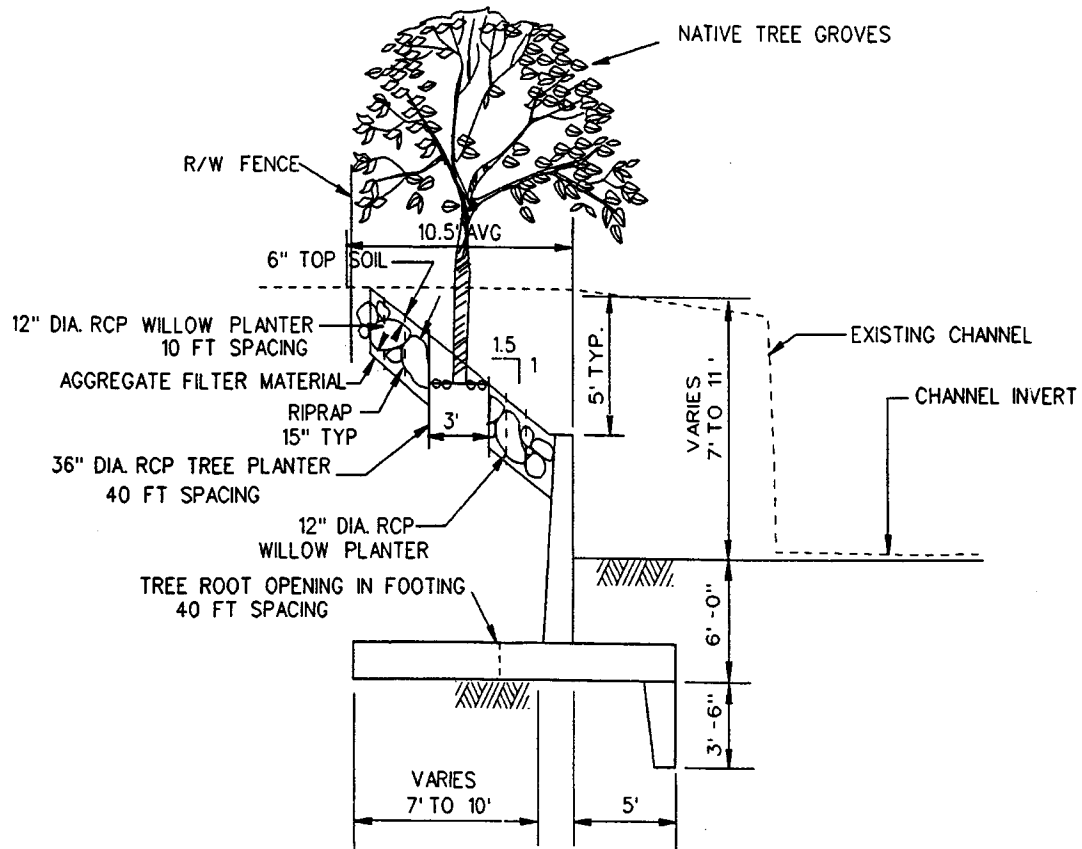 NATIVE TREE GROVES
R/W FENCE
10.5' AVG
6" TOP SOIL
12" DIA. RCP WILLOW PLANTER
10 FT SPACING
AGGREGATE FILTER MATERIAL
RIPRAP
15" TYP
36" DIA. RCP TREE PLANTER
40 FT SPACING
3'
1.5
1
5' TYP.
VARIES
7' TO 11'
EXISTING CHANNEL
CHANNEL INVERT
12" DIA. RCP
WILLOW PLANTER
TREE ROOT OPENING IN FOOTING
40 FT SPACING
6'-0"
3'-6"
VARIES
7' TO 10'
5'